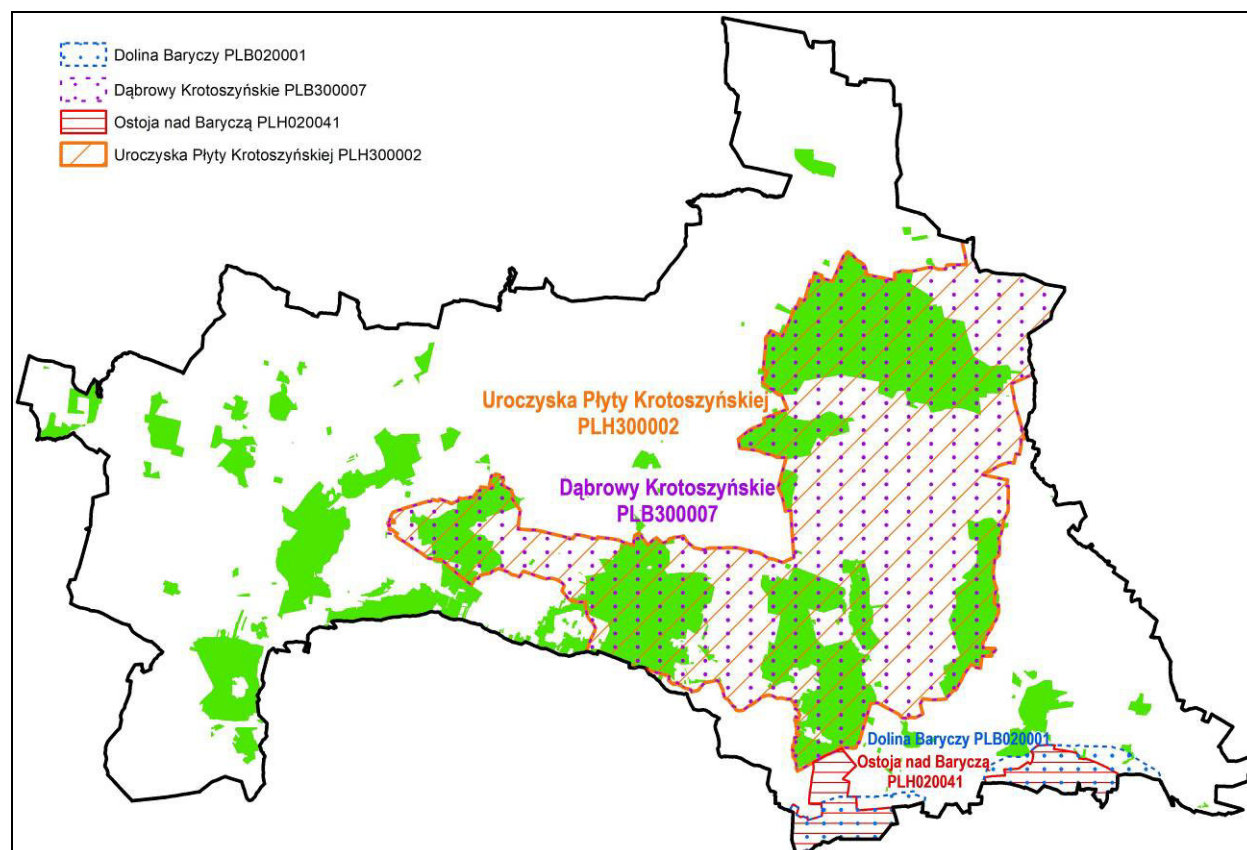 Dolina Baryczy PLB020001
Dąbrowy Krotoszyńskie PLB300007
Ostoja nad Baryczą PLH020041
Uroczyska Płyty Krotoszyńskiej PLH300002
Uroczyska Płyty Krotoszyńskiej
PLH300002
Dąbrowy Krotoszyńskie
PLB300007
Dolina Baryczy PLB020001
Ostoja nad Baryczą
PLH020041